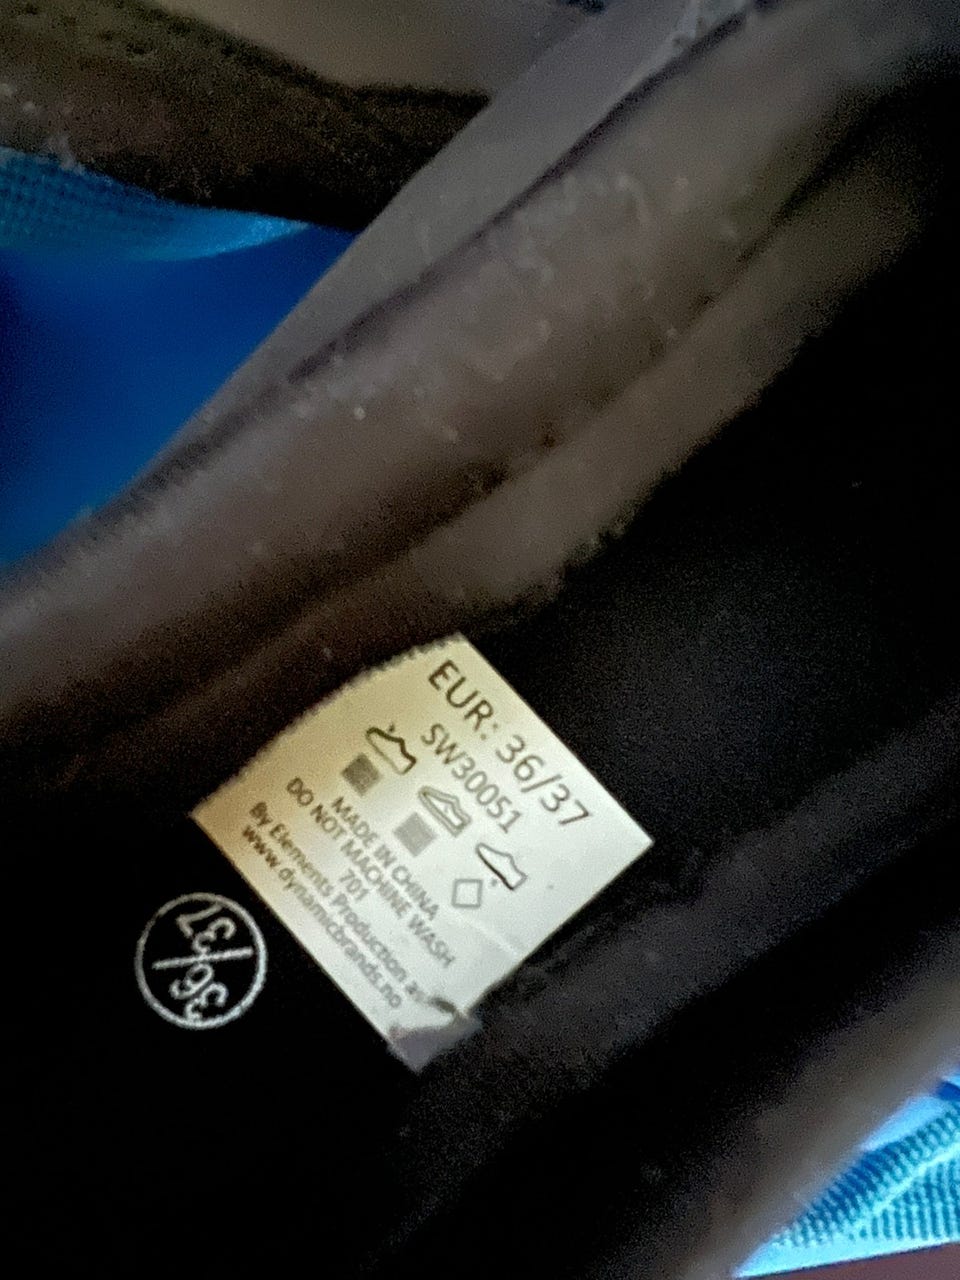 EUR: 36/37
SW30051
MADE IN CHINA
DO NOT MACHINE WASH
701
By Elements Production as
www.dynamicbrands.no
36/37